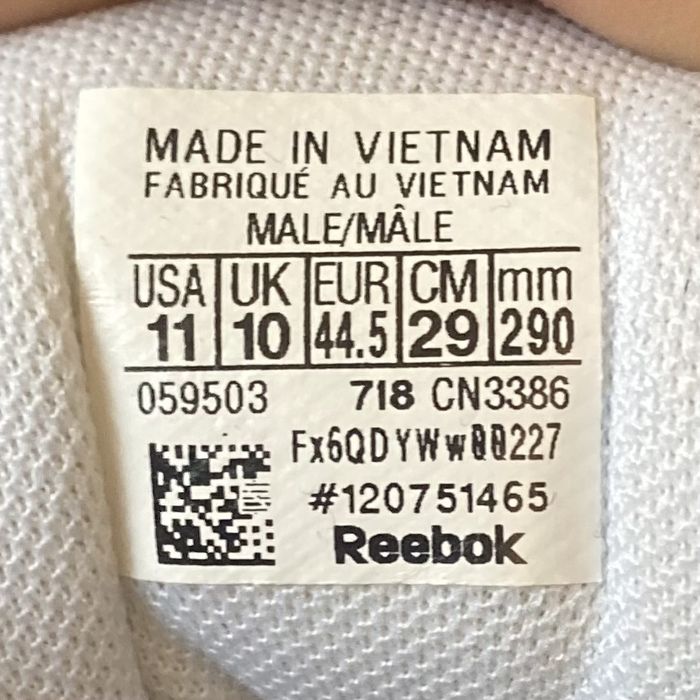 MADE IN VIETNAM
FABRIQUÉ AU VIETNAM
MALE/MÂLE
USA UK EUR CM mm
11 10 44.5 29 290
059503 718 CN3386
Fx6QDYWw00227
#120751465
Reebok